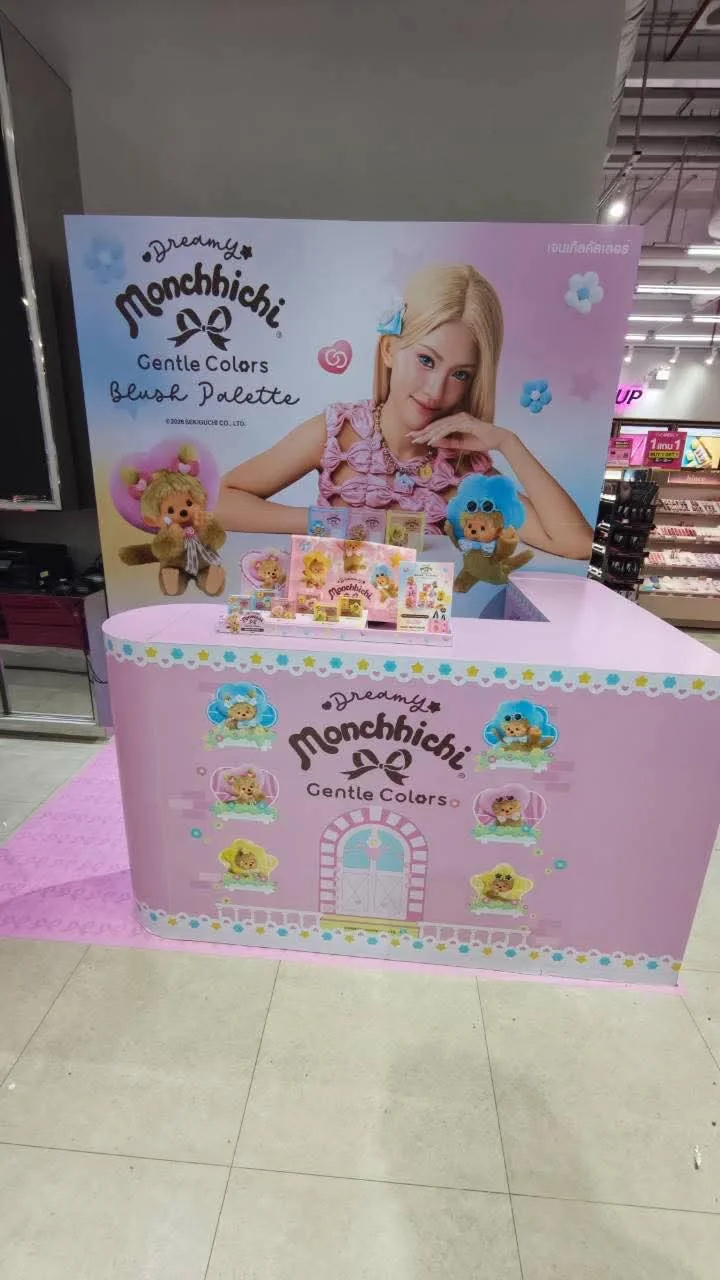 Dreamy
Monchhichi
®
Gentle Colors
Blush Palette
©2026 SEKIGUCHI CO., LTD.
เจนเทิลคัลเลอร์
UP
1 แถม 1
Monchhichi
Dreamy
Monchhichi
®
Gentle Colors